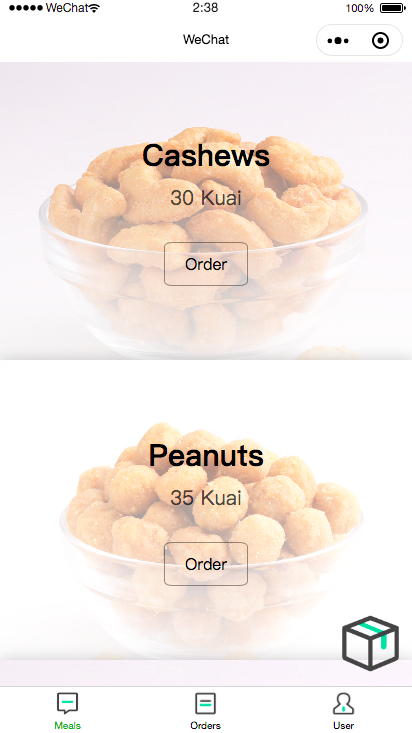 WeChat 2:38 100%
WeChat
Cashews
30 Kuai
Order
Peanuts
35 Kuai
Order
Meals Orders User